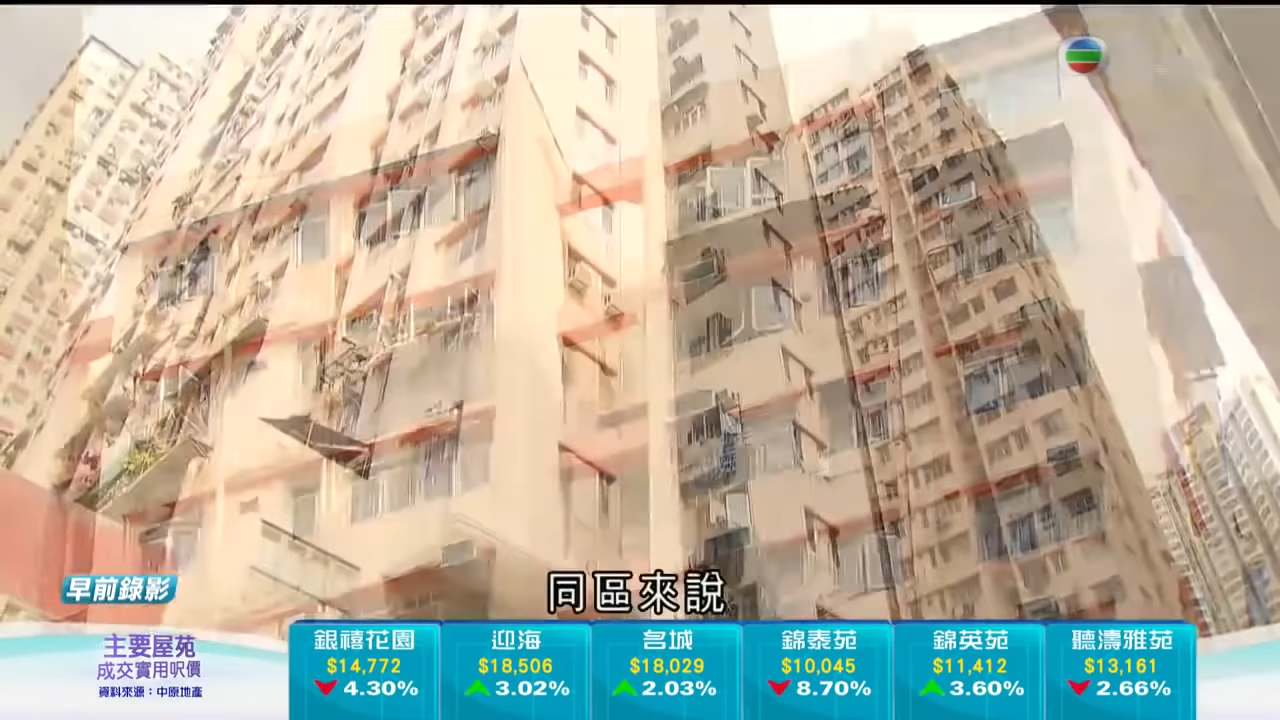 早前錄影
同區來說
主要屋苑
成交實用呎價
資料來源：中原地產
銀禧花園
$14,772
4.30%
迎海
$18,506
3.02%
名城
$18,029
2.03%
錦泰苑
$10,045
8.70%
錦英苑
$11,412
3.60%
聽濤雅苑
$13,161
2.66%